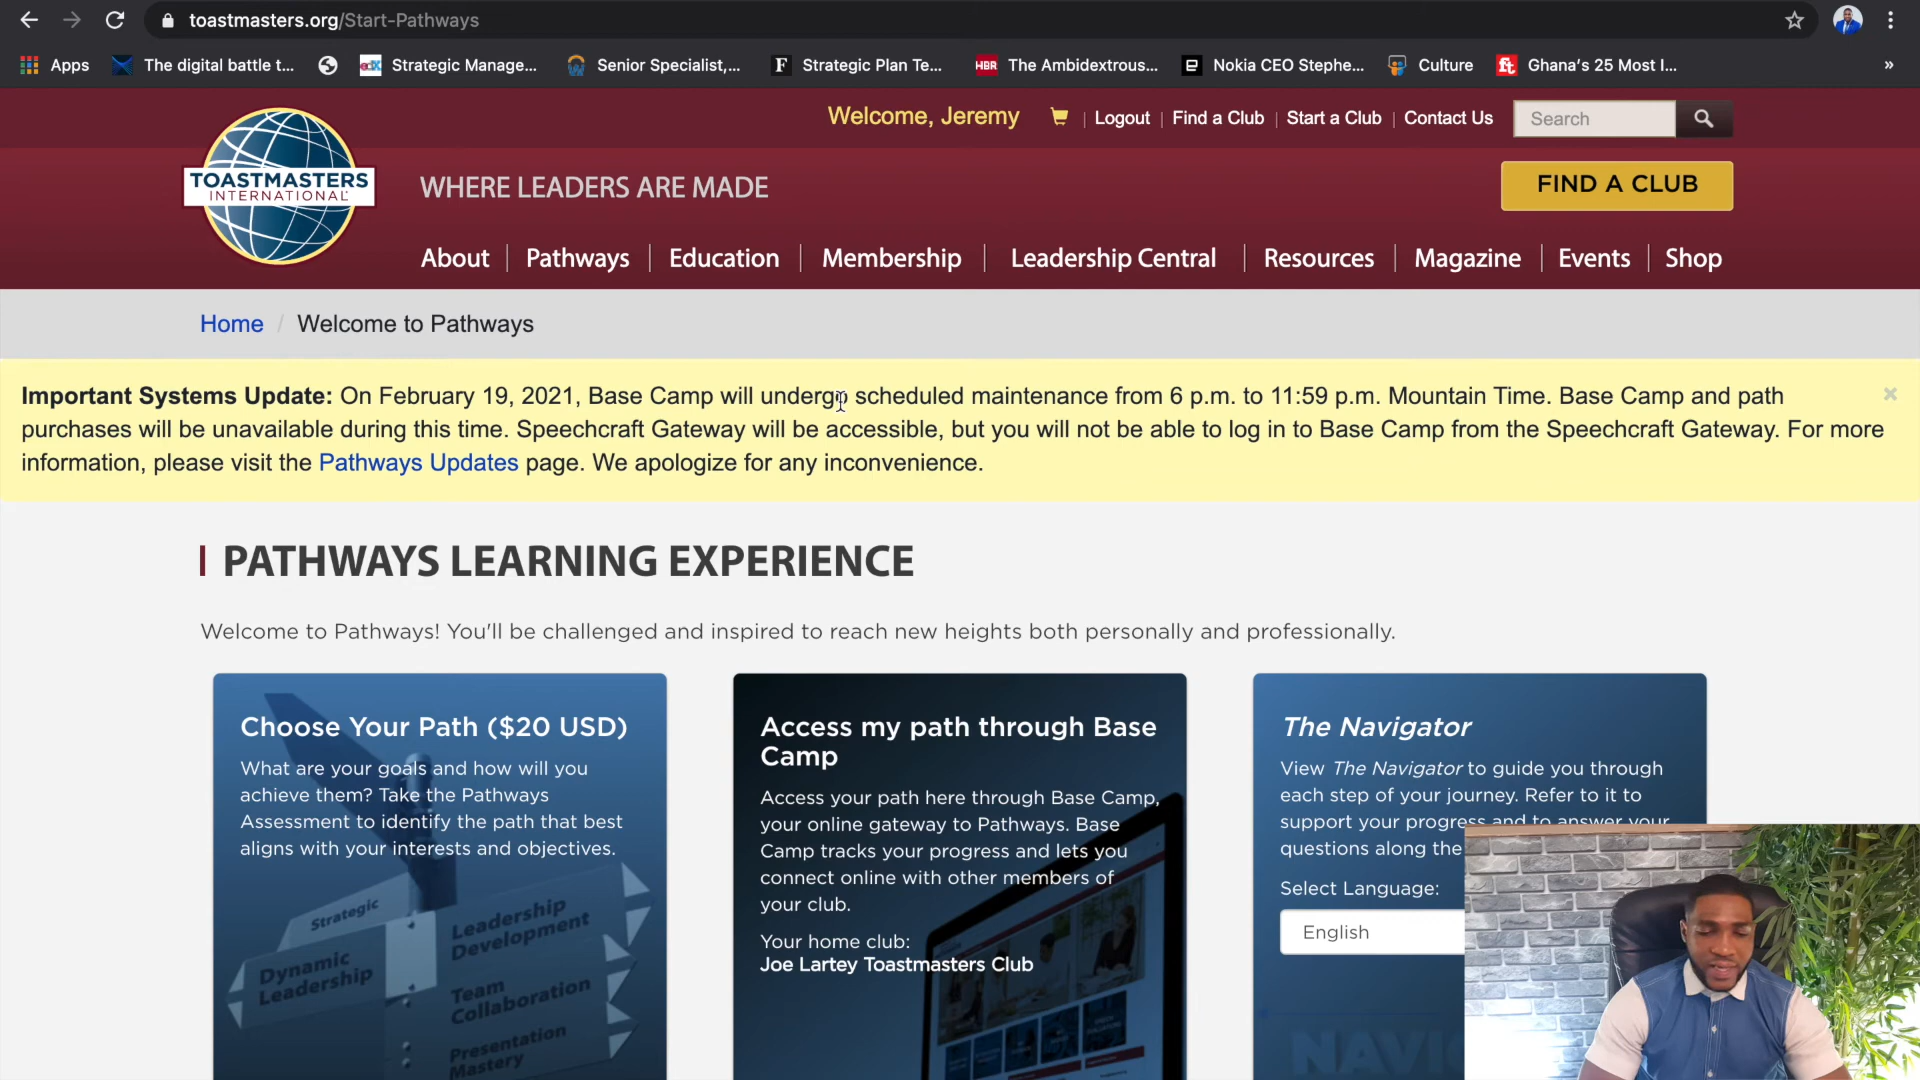 toastmasters.org/Start-Pathways
Apps
The digital battle t...
edX
Strategic Manage...
Senior Specialist,...
F
Strategic Plan Te...
HBR
The Ambidextrous...
Nokia CEO Stephe...
Culture
ft
Ghana's 25 Most I...
»
Welcome, Jeremy
Logout
Find a Club
Start a Club
Contact Us
Search
TOASTMASTERS
INTERNATIONAL
WHERE LEADERS ARE MADE
FIND A CLUB
About
Pathways
Education
Membership
Leadership Central
Resources
Magazine
Events
Shop
Home / Welcome to Pathways
Important Systems Update: On February 19, 2021, Base Camp will undergo scheduled maintenance from 6 p.m. to 11:59 p.m. Mountain Time. Base Camp and path
purchases will be unavailable during this time. Speechcraft Gateway will be accessible, but you will not be able to log in to Base Camp from the Speechcraft Gateway. For more
information, please visit the Pathways Updates page. We apologize for any inconvenience.
×
PATHWAYS LEARNING EXPERIENCE
Welcome to Pathways! You'll be challenged and inspired to reach new heights both personally and professionally.
Choose Your Path ($20 USD)
What are your goals and how will you
achieve them? Take the Pathways
Assessment to identify the path that best
aligns with your interests and objectives.
Strategic
Leadership
Development
Dynamic
Leadership
Team
Collaboration
Presentation
Mastery
Access my path through Base
Camp
Access your path here through Base Camp,
your online gateway to Pathways. Base
Camp tracks your progress and lets you
connect online with other members of
your club.
Your home club:
Joe Lartey Toastmasters Club
The Navigator
View The Navigator to guide you through
each step of your journey. Refer to it to
support your progress and to answer your
questions along the
Select Language:
English
NAVI